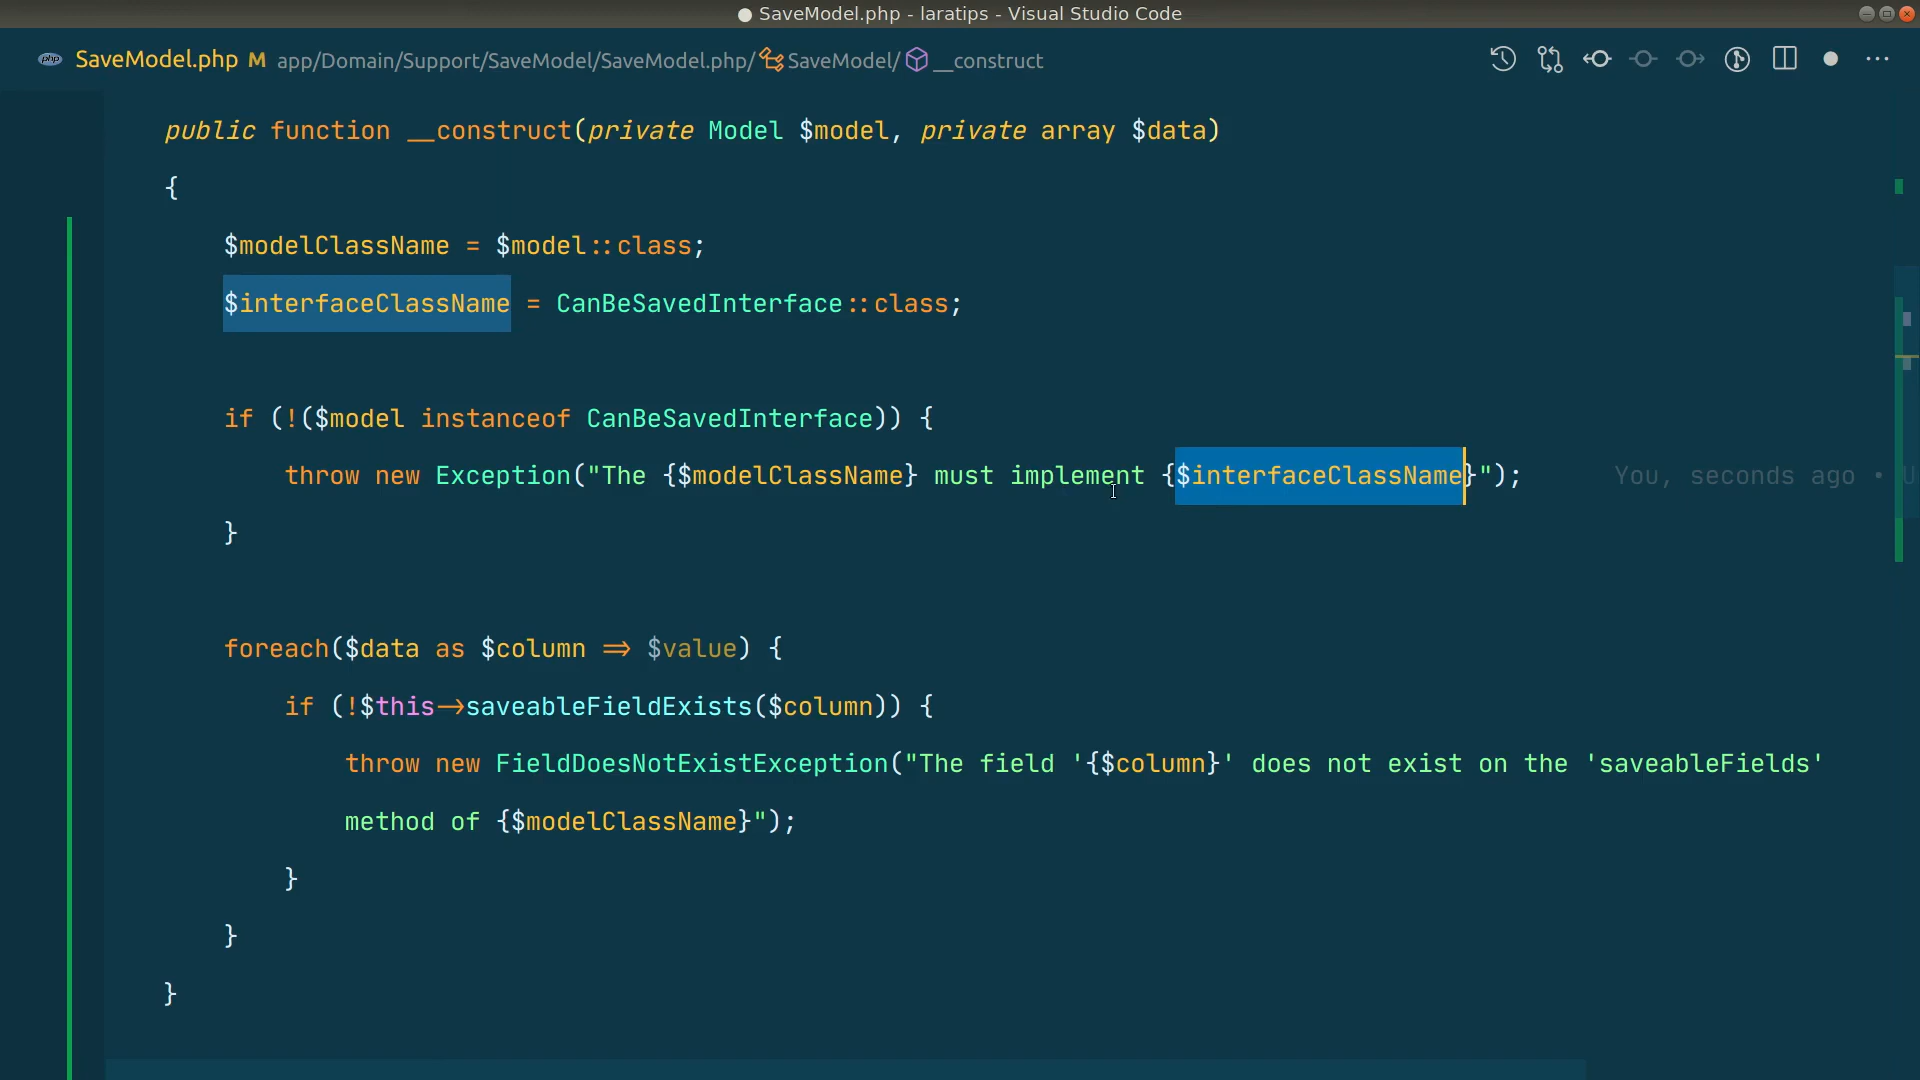 ● SaveModel.php - laratips - Visual Studio Code
php SaveModel.php M app/Domain/Support/SaveModel/SaveModel.php/ SaveModel/ __construct
public function __construct(private Model $model, private array $data)
{
$modelClassName = $model::class;
$interfaceClassName = CanBeSavedInterface::class;
if (!($model instanceof CanBeSavedInterface)) {
throw new Exception("The {$modelClassName} must implement {$interfaceClassName}"); You, seconds ago • U
}
foreach($data as $column => $value) {
if (!$this->saveableFieldExists($column)) {
throw new FieldDoesNotExistException("The field '{$column}' does not exist on the 'saveableFields'
method of {$modelClassName}");
}
}
}